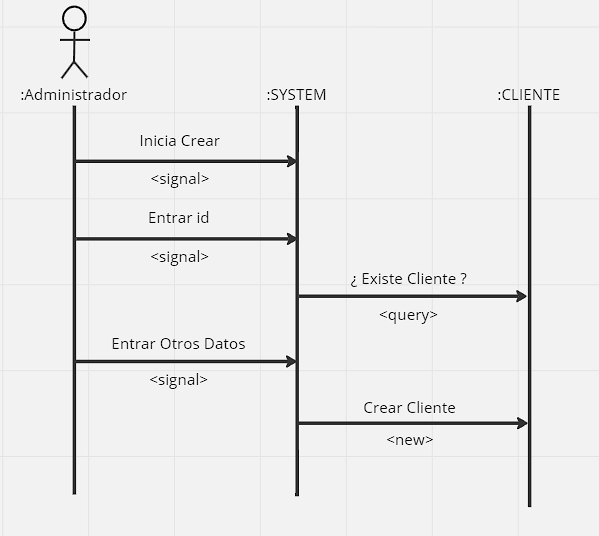 :Administrador
:SYSTEM
:CLIENTE
Inicia Crear
<signal>
Entrar id
<signal>
¿ Existe Cliente ?
<query>
Entrar Otros Datos
<signal>
Crear Cliente
<new>